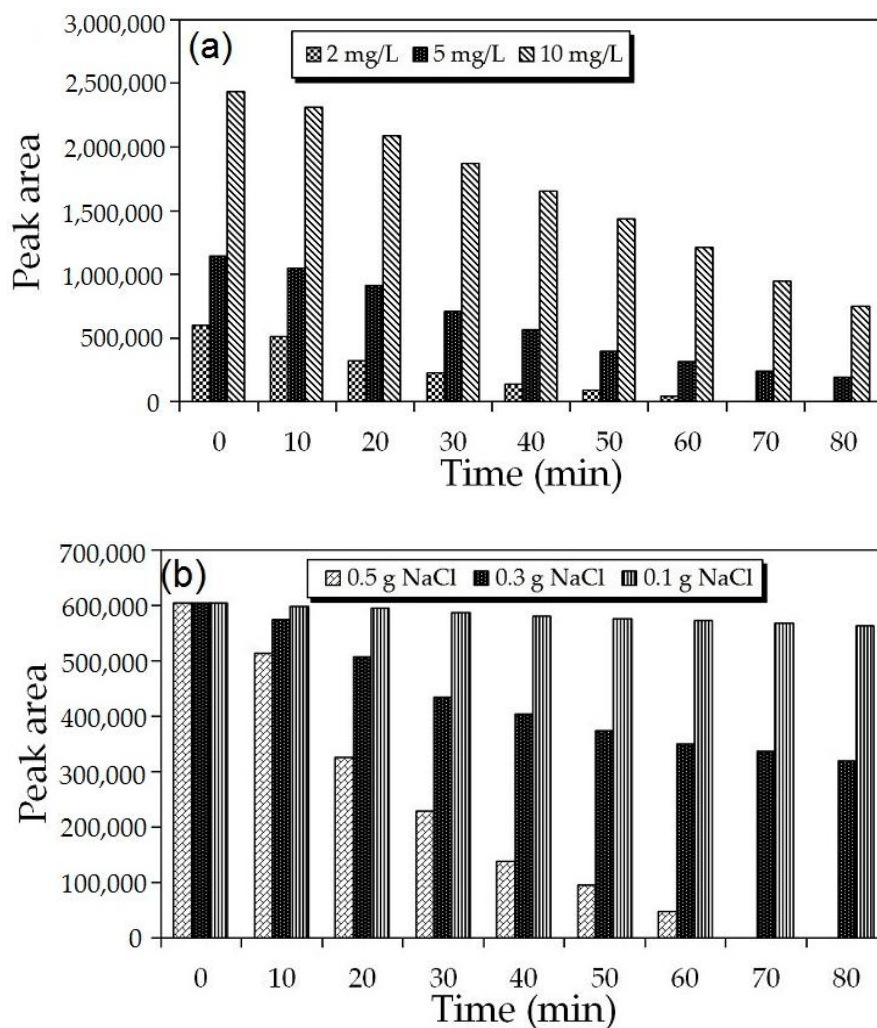 (a)
2 mg/L 5 mg/L 10 mg/L
3,000,000
2,500,000
2,000,000
1,500,000
1,000,000
500,000
0
Peak area
0 10 20 30 40 50 60 70 80
Time (min)
(b)
0.5 g NaCl 0.3 g NaCl 0.1 g NaCl
700,000
600,000
500,000
400,000
300,000
200,000
100,000
0
Peak area
0 10 20 30 40 50 60 70 80
Time (min)